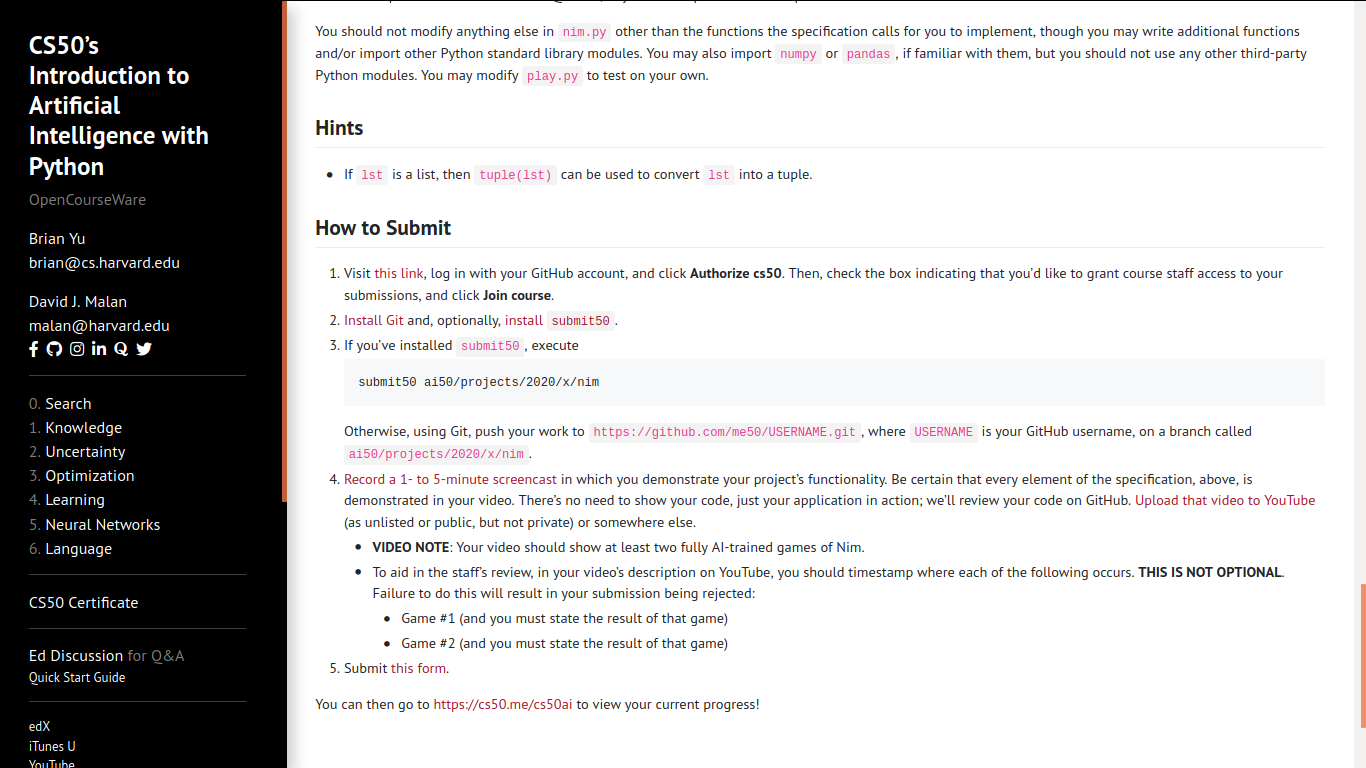 CS50's
Introduction to
Artificial
Intelligence with
Python
OpenCourseWare
Brian Yu
brian@cs.harvard.edu
David J. Malan
malan@harvard.edu
0. Search
1. Knowledge
2. Uncertainty
3. Optimization
4. Learning
5. Neural Networks
6. Language
CS50 Certificate
Ed Discussion for Q&A
Quick Start Guide
edX
iTunes U
YouTube
You should not modify anything else in nim.py other than the functions the specification calls for you to implement, though you may write additional functions
and/or import other Python standard library modules. You may also import numpy or pandas, if familiar with them, but you should not use any other third-party
Python modules. You may modify play.py to test on your own.
Hints
• If lst is a list, then tuple(lst) can be used to convert lst into a tuple.
How to Submit
1. Visit this link, log in with your GitHub account, and click Authorize cs50. Then, check the box indicating that you'd like to grant course staff access to your
submissions, and click Join course.
2. Install Git and, optionally, install submit50.
3. If you've installed submit50, execute
submit50 ai50/projects/2020/x/nim
Otherwise, using Git, push your work to https://github.com/me50/USERNAME.git, where USERNAME is your GitHub username, on a branch called
ai50/projects/2020/x/nim.
4. Record a 1- to 5-minute screencast in which you demonstrate your project's functionality. Be certain that every element of the specification, above, is
demonstrated in your video. There's no need to show your code, just your application in action; we'll review your code on GitHub. Upload that video to YouTube
(as unlisted or public, but not private) or somewhere else.
• VIDEO NOTE: Your video should show at least two fully AI-trained games of Nim.
• To aid in the staff's review, in your video's description on YouTube, you should timestamp where each of the following occurs. THIS IS NOT OPTIONAL.
Failure to do this will result in your submission being rejected:
• Game #1 (and you must state the result of that game)
• Game #2 (and you must state the result of that game)
5. Submit this form.
You can then go to https://cs50.me/cs50ai to view your current progress!